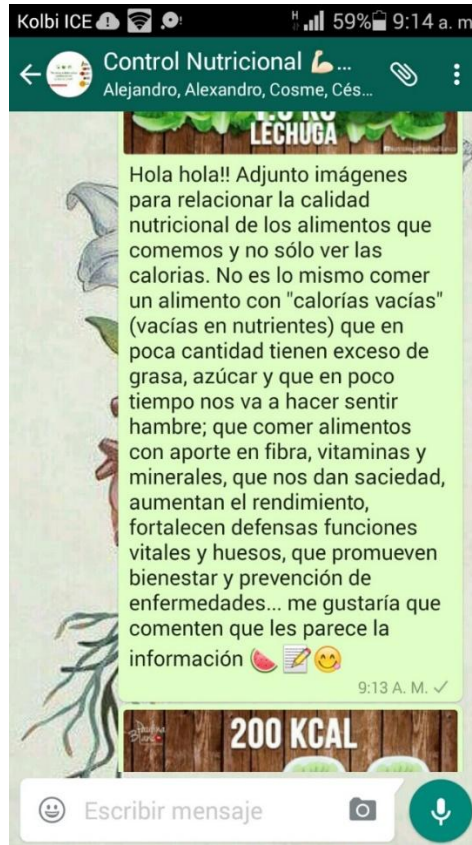 Kolbi ICE 59% 9:14 a. m
Control Nutricional 💪...
Alejandro, Alexandro, Cosme, Cés...
LECHUGA
Hola hola!! Adjunto imágenes
para relacionar la calidad
nutricional de los alimentos que
comemos y no sólo ver las
calorias. No es lo mismo comer
un alimento con "calorías vacías"
(vacías en nutrientes) que en
poca cantidad tienen exceso de
grasa, azúcar y que en poco
tiempo nos va a hacer sentir
hambre; que comer alimentos
con aporte en fibra, vitaminas y
minerales, que nos dan saciedad,
aumentan el rendimiento,
fortalecen defensas funciones
vitales y huesos, que promueven
bienestar y prevención de
enfermedades... me gustaría que
comenten que les parece la
información 🍉 📝 😋
9:13 A. M. ✓
200 KCAL
Escribir mensaje